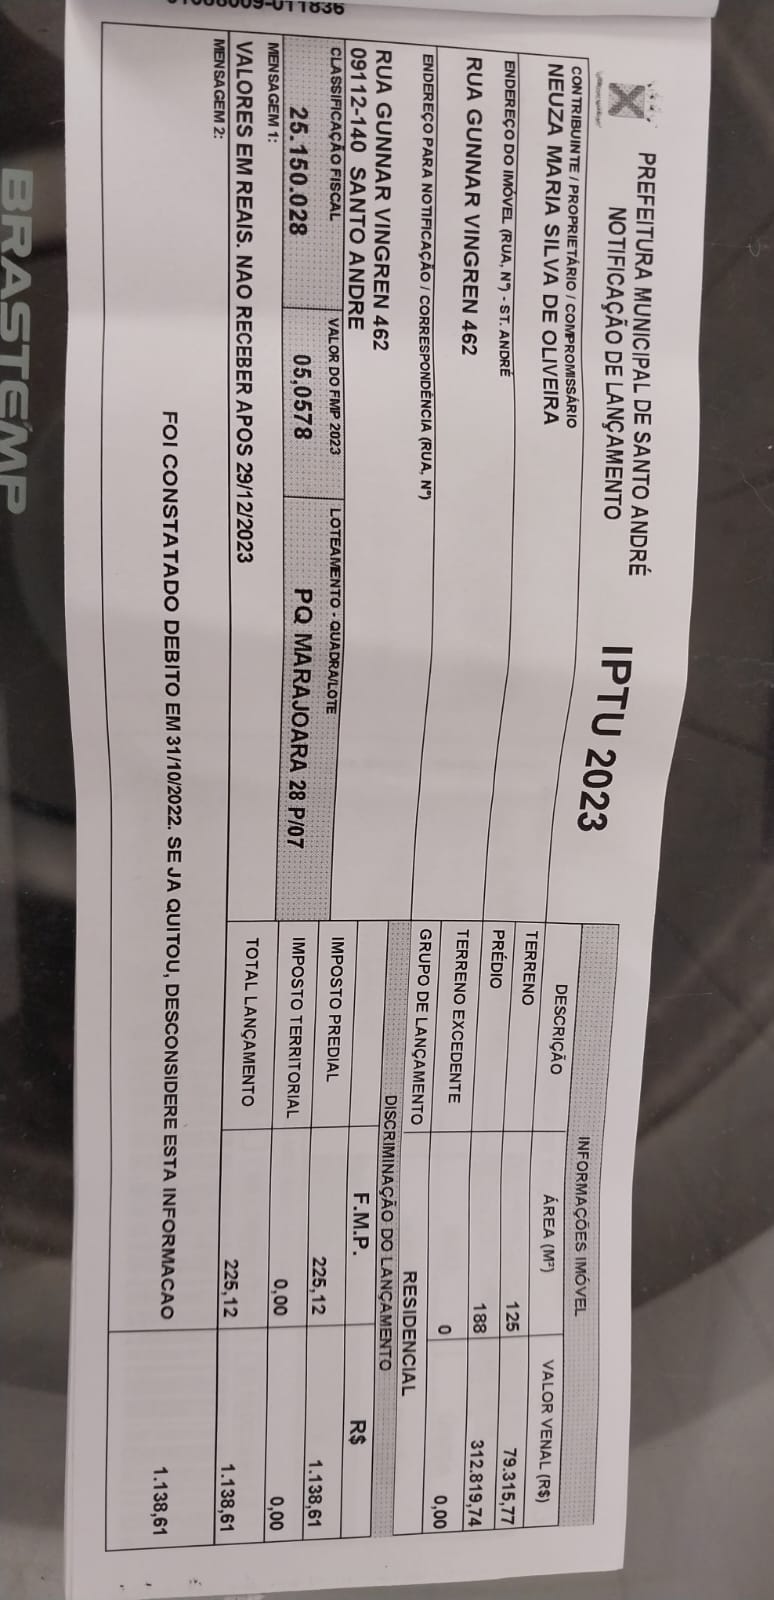 PREFEITURA MUNICIPAL DE SANTO ANDRÉ
NOTIFICAÇÃO DE LANÇAMENTO
IPTU 2023
CONTRIBUINTE / PROPRIETÁRIO / COMPROMISSÁRIO
NEUZA MARIA SILVA DE OLIVEIRA
ENDEREÇO DO IMÓVEL (RUA, Nº) - ST. ANDRÉ
RUA GUNNAR VINGREN 462
ENDEREÇO PARA NOTIFICAÇÃO / CORRESPONDÊNCIA (RUA, Nº)
RUA GUNNAR VINGREN 462
09112-140 SANTO ANDRE
CLASSIFICAÇÃO FISCAL VALOR DO FMP 2023 LOTEAMENTO - QUADRA/LOTE
25.150.028 05,0578 PQ MARAJOARA 28 P/07
MENSAGEM 1:
VALORES EM REAIS. NAO RECEBER APOS 29/12/2023
MENSAGEM 2:
FOI CONSTATADO DEBITO EM 31/10/2022. SE JA QUITOU, DESCONSIDERE ESTA INFORMACAO
INFORMAÇÕES IMÓVEL
DESCRIÇÃO ÁREA (M²) VALOR VENAL (R$)
TERRENO 125 79.315,77
PRÉDIO 188 312.819,74
TERRENO EXCEDENTE 0 0,00
GRUPO DE LANÇAMENTO RESIDENCIAL
DISCRIMINAÇÃO DO LANÇAMENTO
F.M.P. R$
IMPOSTO PREDIAL 225,12 1.138,61
IMPOSTO TERRITORIAL 0,00 0,00
TOTAL LANÇAMENTO 225,12 1.138,61
1.138,61
BRASTEMP